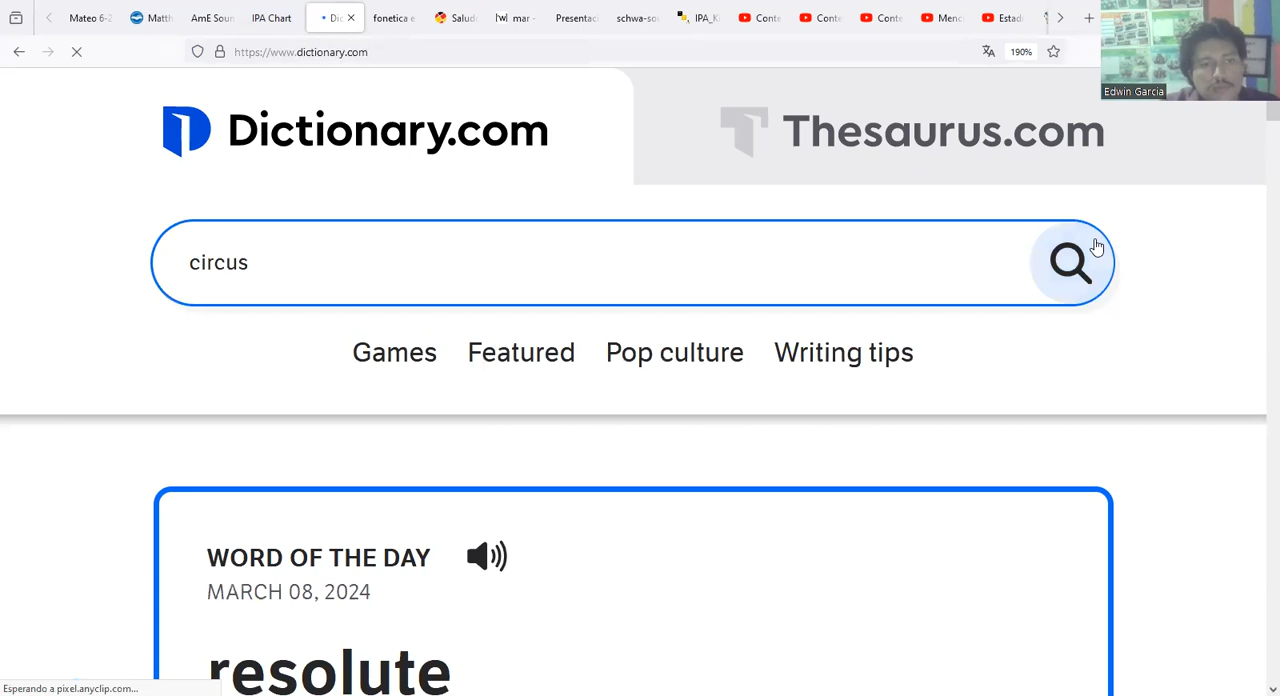 Mateo 6-2
Matth
AmE Soun
IPA Chart
Dic
fonetica e
Salud
mar -
Presentac
schwa-so
IPA_Ki
Conte
Conte
Conte
Menc
Estad
https://www.dictionary.com
190%
Edwin Garcia
Dictionary.com
Thesaurus.com
circus
Games Featured Pop culture Writing tips
WORD OF THE DAY
MARCH 08, 2024
resolute
Esperando a pixel.anyclip.com...